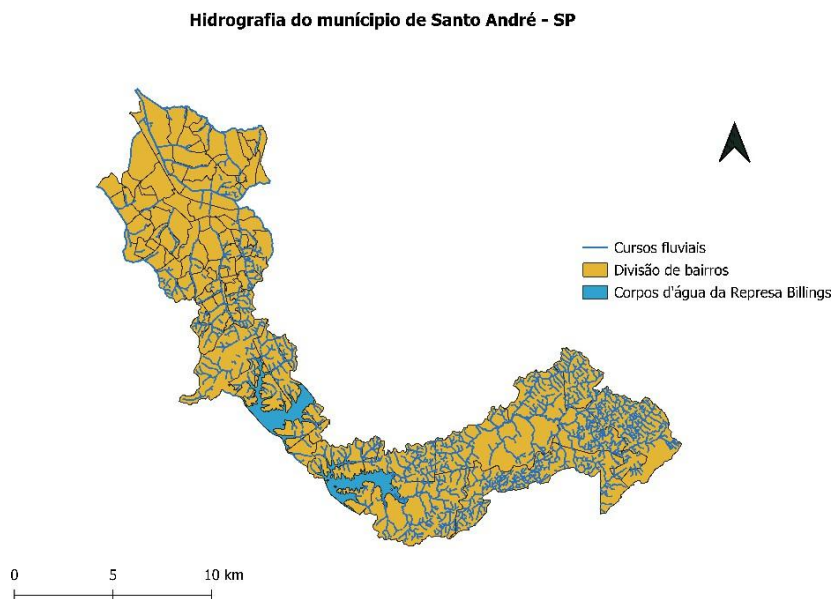 Hidrografia do munícipio de Santo André - SP
Cursos fluviais
Divisão de bairros
Corpos d'água da Represa Billings
0 5 10 km